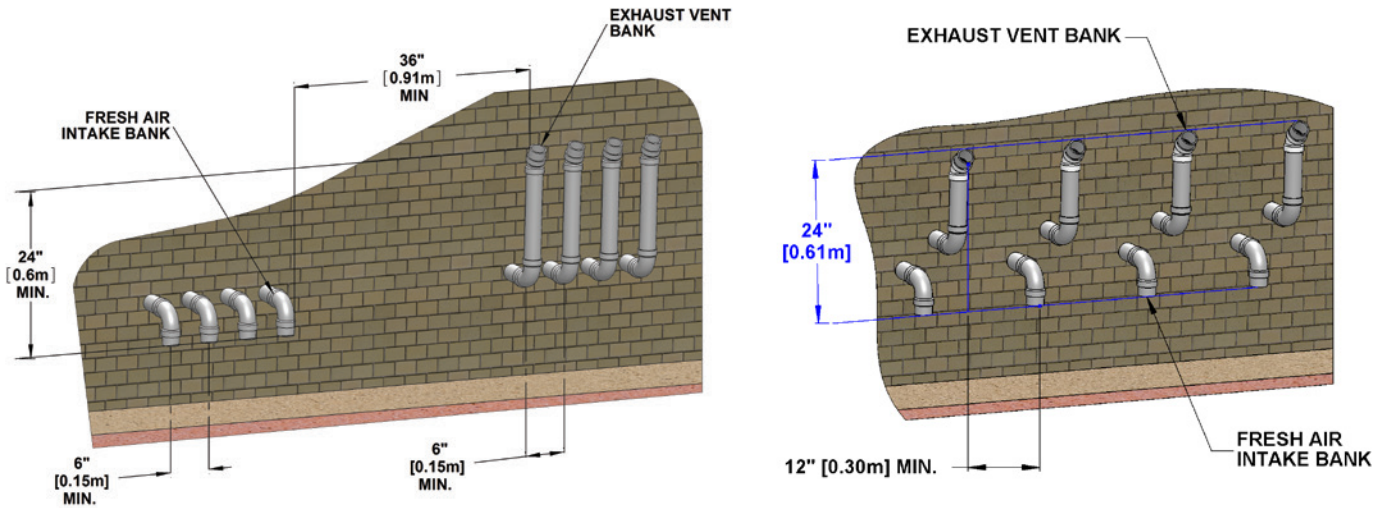 EXHAUST VENT
BANK
36"
[0.91m]
MIN
FRESH AIR
INTAKE BANK
24"
[0.6m]
MIN.
6"
[0.15m]
MIN.
6"
[0.15m]
MIN.
EXHAUST VENT BANK
24"
[0.61m]
12" [0.30m] MIN.
FRESH AIR
INTAKE BANK